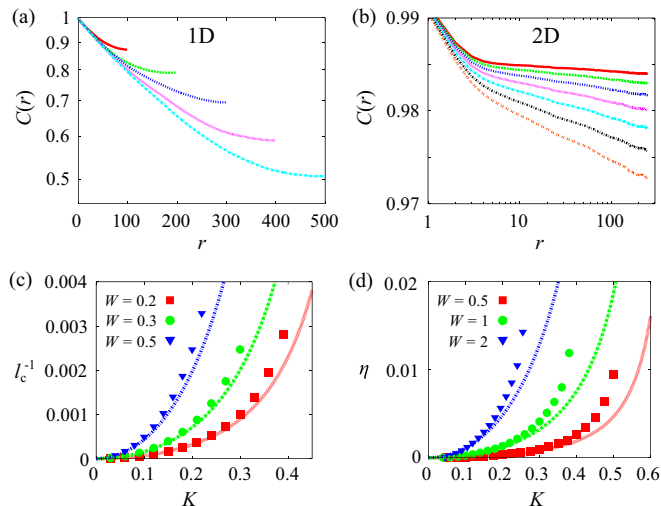 (a)
1D
1
0.9
0.8
0.7
0.6
0.5
C(r)
0 100 200 300 400 500
r
(b)
2D
0.99
0.98
0.97
C(r)
1 10 100
r
(c)
0.004
0.003
0.002
0.001
0
l_c^-1
W = 0.2
W = 0.3
W = 0.5
0 0.1 0.2 0.3 0.4
K
(d)
0.02
0.01
0
η
W = 0.5
W = 1
W = 2
0 0.1 0.2 0.3 0.4 0.5 0.6
K